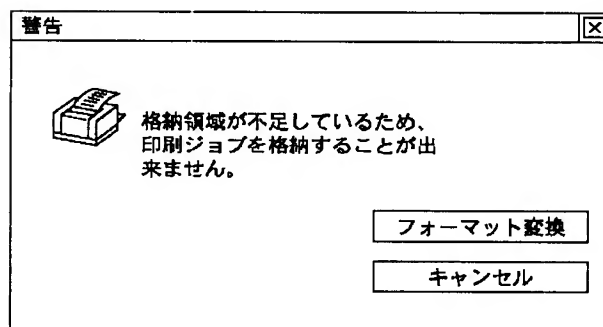 警告
格納領域が不足しているため、
印刷ジョブを格納することが出
来ません。
フォーマット変換
キャンセル